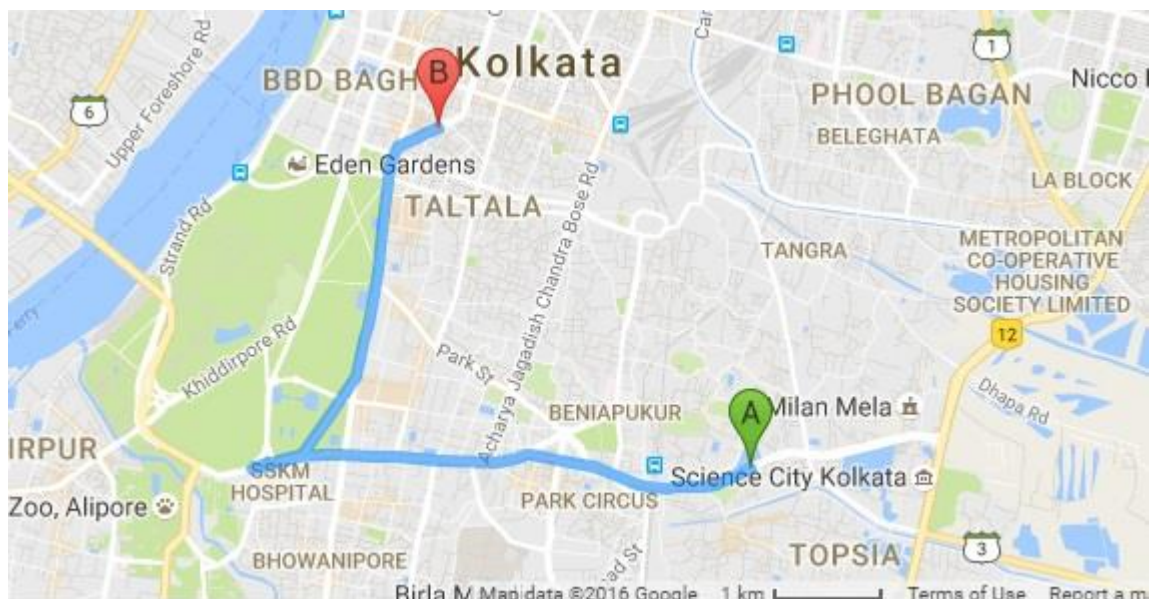 Kolkata
B
BBD BAGH
1
Nicco
6
Upper Foreshore Rd
PHOOL BAGAN
BELEGHATA
Eden Gardens
LA BLOCK
TALTALA
Strand Rd
Acharya Jagadish Chandra Bose Rd
TANGRA
METROPOLITAN
CO-OPERATIVE
HOUSING
SOCIETY LIMITED
12
Khiddirpore Rd
Park St
Dhapa Rd
BENIAPUKUR
A
Milan Mela
IRPUR
SSKM
HOSPITAL
Science City Kolkata
Zoo, Alipore
PARK CIRCUS
BHOWANIPORE
TOPSIA
3
Birla M
Map data ©2016 Google
1 km
Terms of Use
Report a m